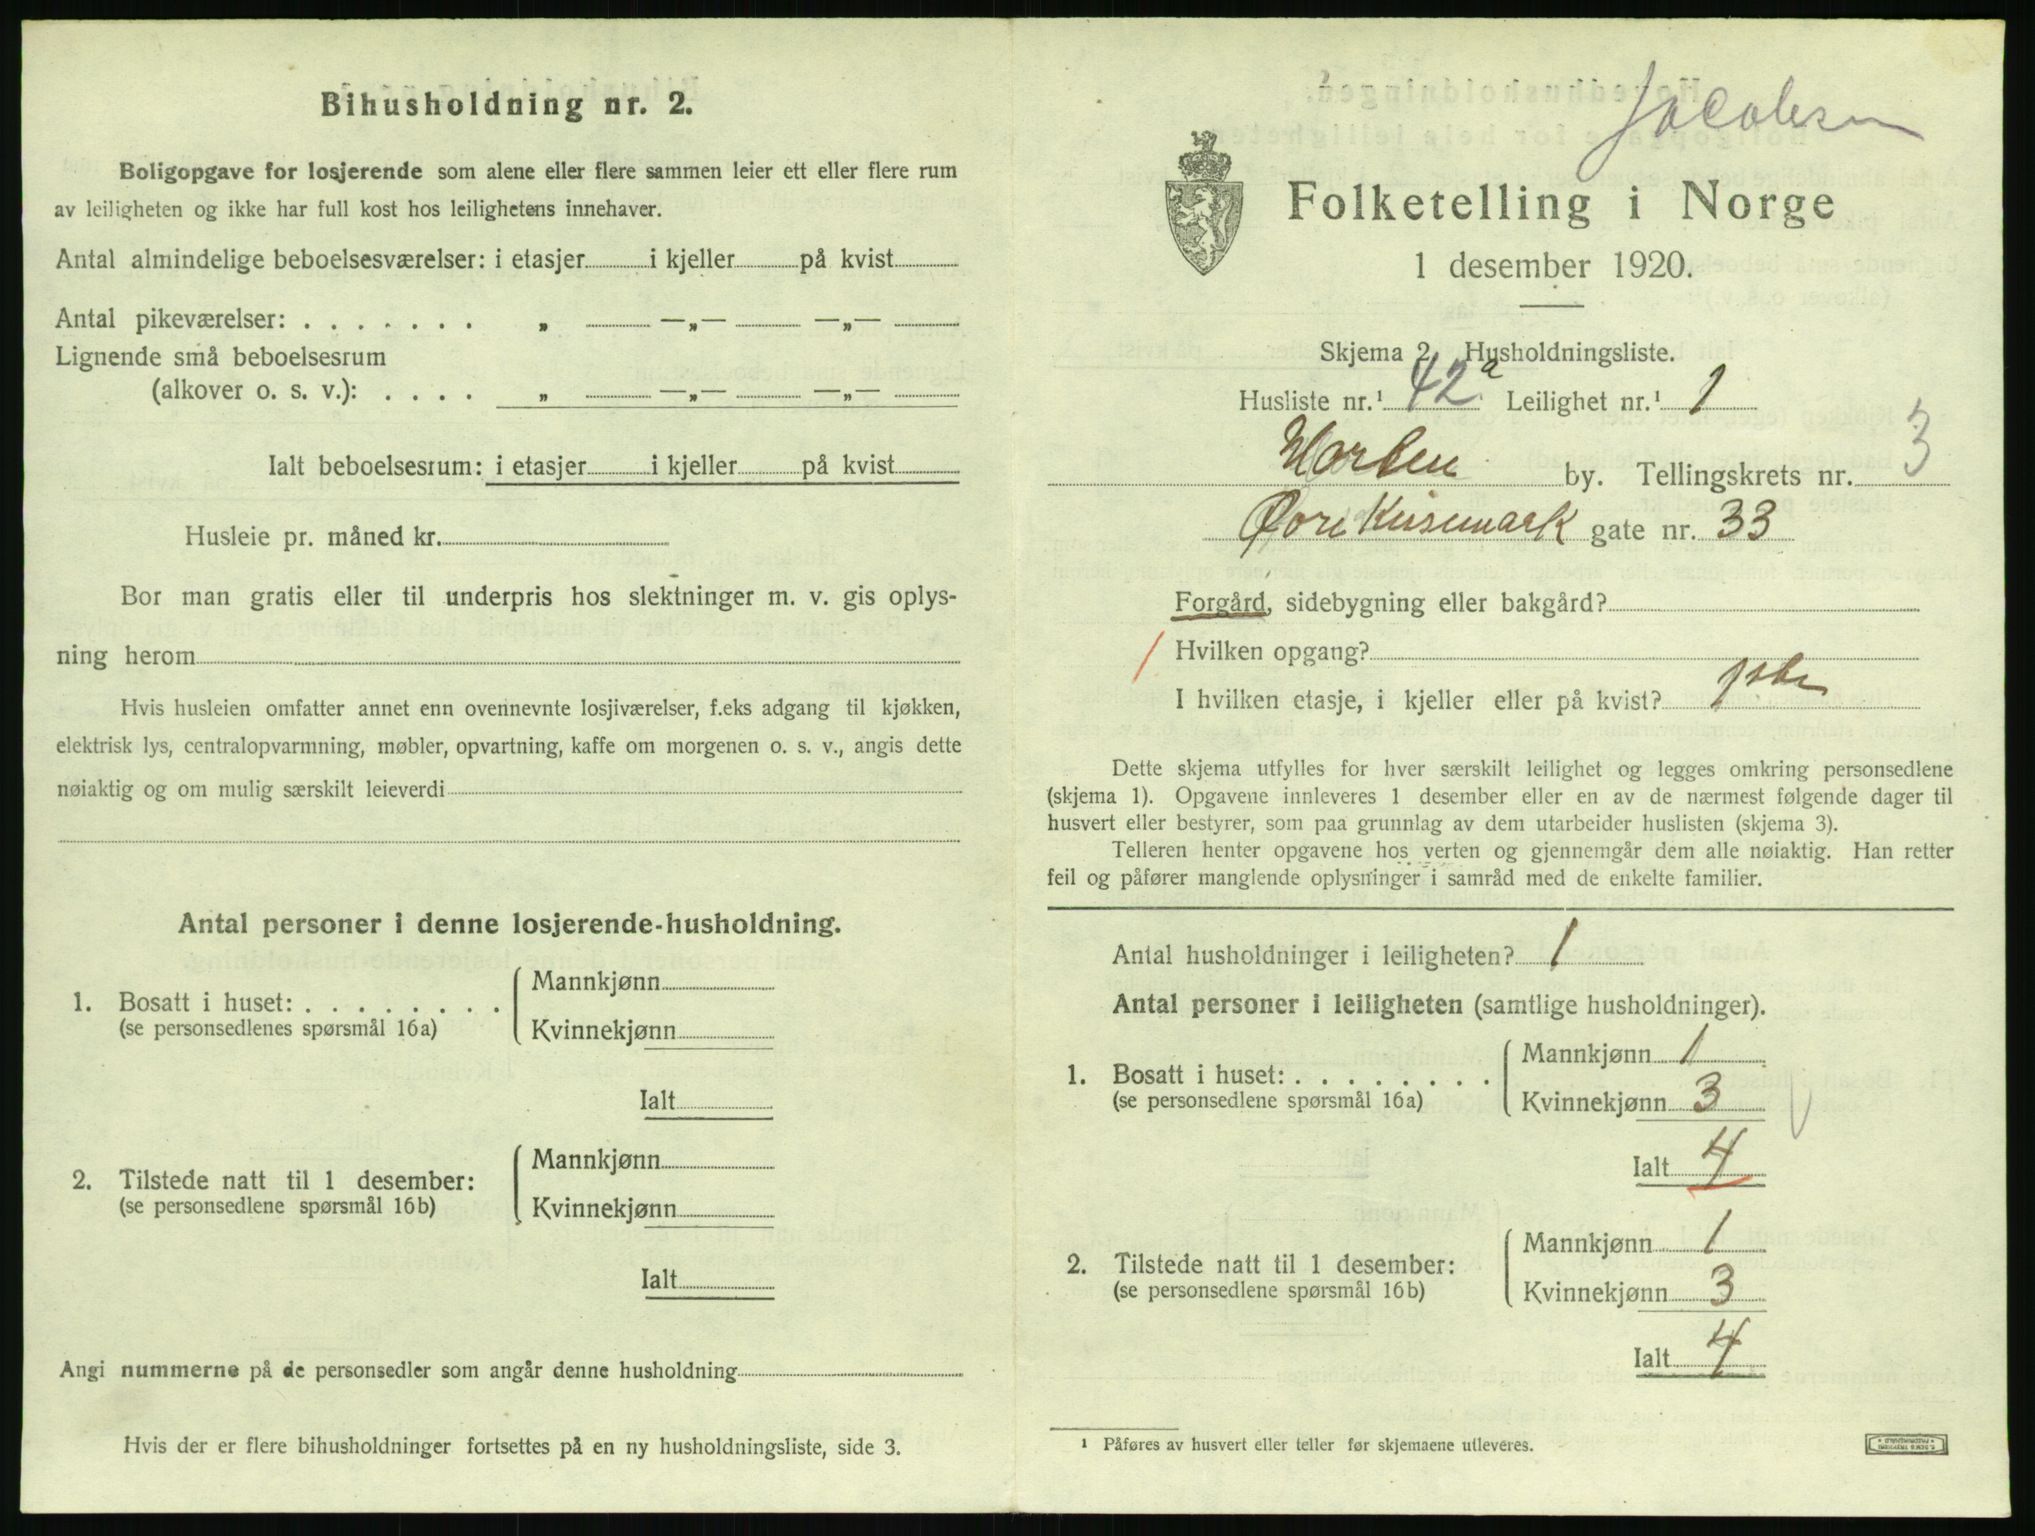 Bihusholdning nr. 2.
Boligopgave for losjerende som alene eller flere sammen leier ett eller flere rum
av leiligheten og ikke har full kost hos leilighetens innehaver.
Antal almindelige beboelsesværelser: i etasjer i kjeller på kvist
Antal pikeværelser: . . . . . . . „ —„— —„—
Lignende små beboelsesrum
(alkover o. s. v.): . . . . „ —„— —„—
Ialt beboelsesrum: i etasjer i kjeller på kvist
Husleie pr. måned kr.
Bor man gratis eller til underpris hos slektninger m. v. gis oplys-
ning herom
Hvis husleien omfatter annet enn ovennevnte losjiværelser, f.eks adgang til kjøkken,
elektrisk lys, centralopvarmning, møbler, opvartning, kaffe om morgenen o. s. v., angis dette
nøiaktig og om mulig særskilt leieverdi
Antal personer i denne losjerende-husholdning.
1. Bosatt i huset: . . . . . . . .
(se personsedlenes spørsmål 16a)
Mannkjønn
Kvinnekjønn
Ialt
2. Tilstede natt til 1 desember:
(se personsedlene spørsmål 16b)
Mannkjønn
Kvinnekjønn
Ialt
Angi nummerne på de personsedler som angår denne husholdning
Hvis der er flere bihusholdninger fortsettes på en ny husholdningsliste, side 3.
Jacobsen
Folketelling i Norge
1 desember 1920.
Skjema 2. Husholdningsliste.
Husliste nr.¹ 42a Leilighet nr.¹ 1
Horten by. Tellingskrets nr. 3
Øvre Keisemark gate nr. 33
Forgård, sidebygning eller bakgård?
Hvilken opgang?
I hvilken etasje, i kjeller eller på kvist? 1ste
Dette skjema utfylles for hver særskilt leilighet og legges omkring personsedlene
(skjema 1). Opgavene innleveres 1 desember eller en av de nærmest følgende dager til
husvert eller bestyrer, som paa grunnlag av dem utarbeider huslisten (skjema 3).
Telleren henter opgavene hos verten og gjennemgår dem alle nøiaktig. Han retter
feil og påfører manglende oplysninger i samråd med de enkelte familier.
Antal husholdninger i leiligheten? 1
Antal personer i leiligheten (samtlige husholdninger).
1. Bosatt i huset: . . . . . . . .
(se personsedlene spørsmål 16a)
Mannkjønn 1
Kvinnekjønn 3
Ialt 4
2. Tilstede natt til 1 desember:
(se personsedlene spørsmål 16b)
Mannkjønn 1
Kvinnekjønn 3
Ialt 4
¹ Påføres av husvert eller teller før skjemaene utleveres.